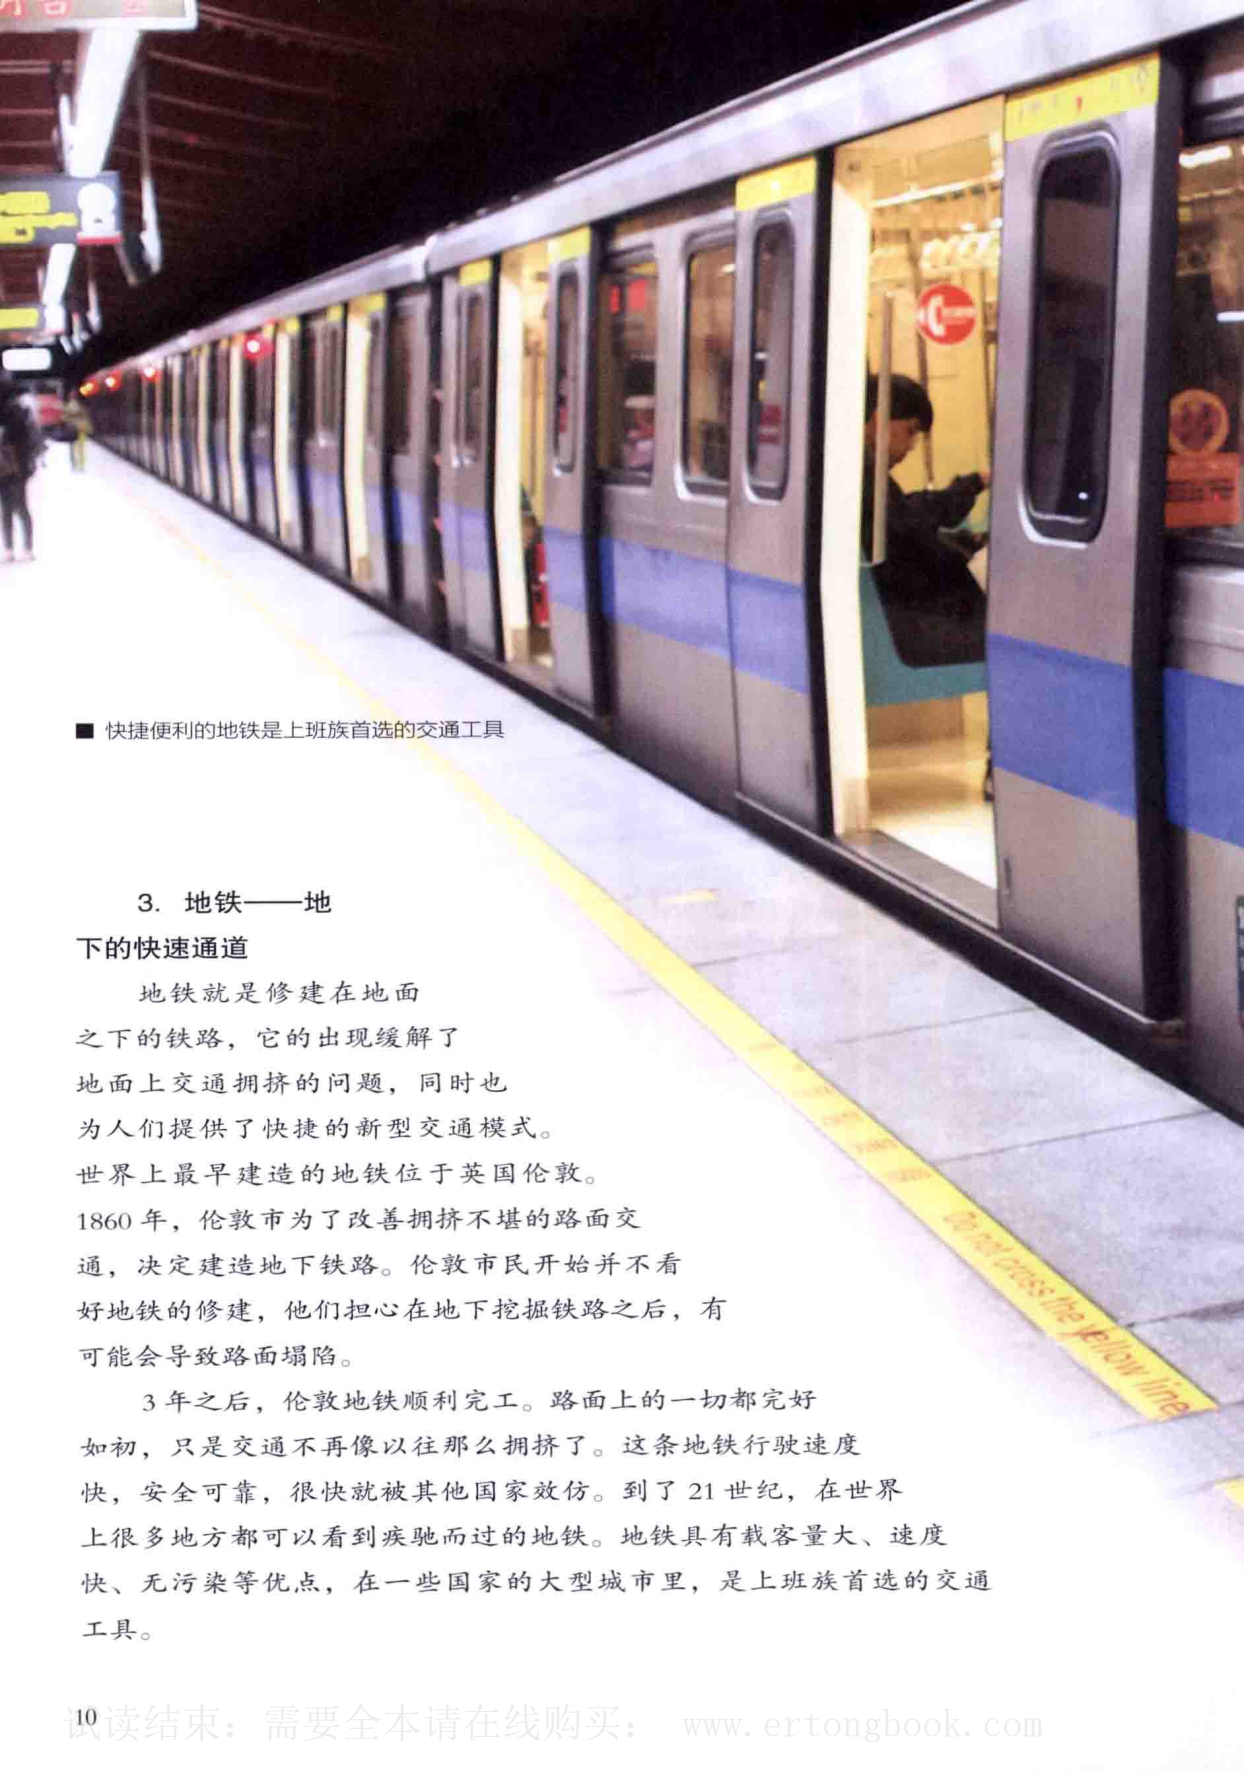 ■ 快捷便利的地铁是上班族首选的交通工具
3. 地铁——地
下的快速通道
地铁就是修建在地面
之下的铁路，它的出现缓解了
地面上交通拥挤的问题，同时也
为人们提供了快捷的新型交通模式。
世界上最早建造的地铁位于英国伦敦。
1860 年，伦敦市为了改善拥挤不堪的路面交
通，决定建造地下铁路。伦敦市民开始并不看
好地铁的修建，他们担心在地下挖掘铁路之后，有
可能会导致路面塌陷。
3 年之后，伦敦地铁顺利完工。路面上的一切都完好
如初，只是交通不再像以往那么拥挤了。这条地铁行驶速度
快，安全可靠，很快就被其他国家效仿。到了 21 世纪，在世界
上很多地方都可以看到疾驰而过的地铁。地铁具有载客量大、速度
快、无污染等优点，在一些国家的大型城市里，是上班族首选的交通
工具。
Do not cross the yellow line
10
试读结束：需要全本请在线购买： www.ertongbook.com